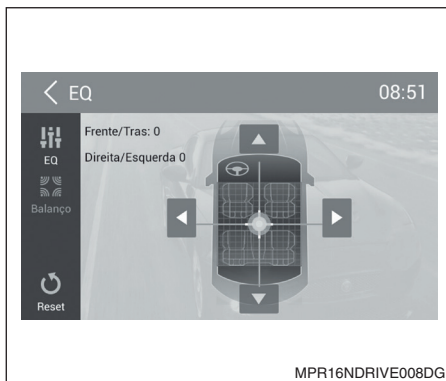 EQ
08:51
EQ
Balanço
Reset
Frente/Tras: 0
Direita/Esquerda 0
MPR16NDRIVE008DG